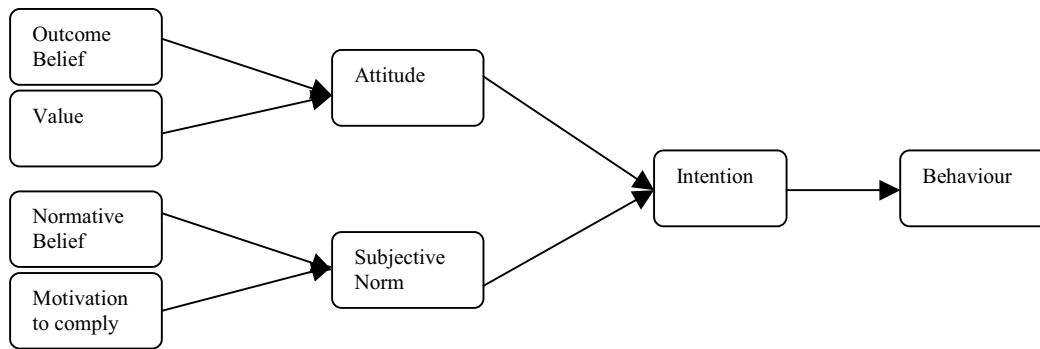 Outcome
Belief
Value
Attitude
Normative
Belief
Motivation
to comply
Subjective
Norm
Intention
Behaviour